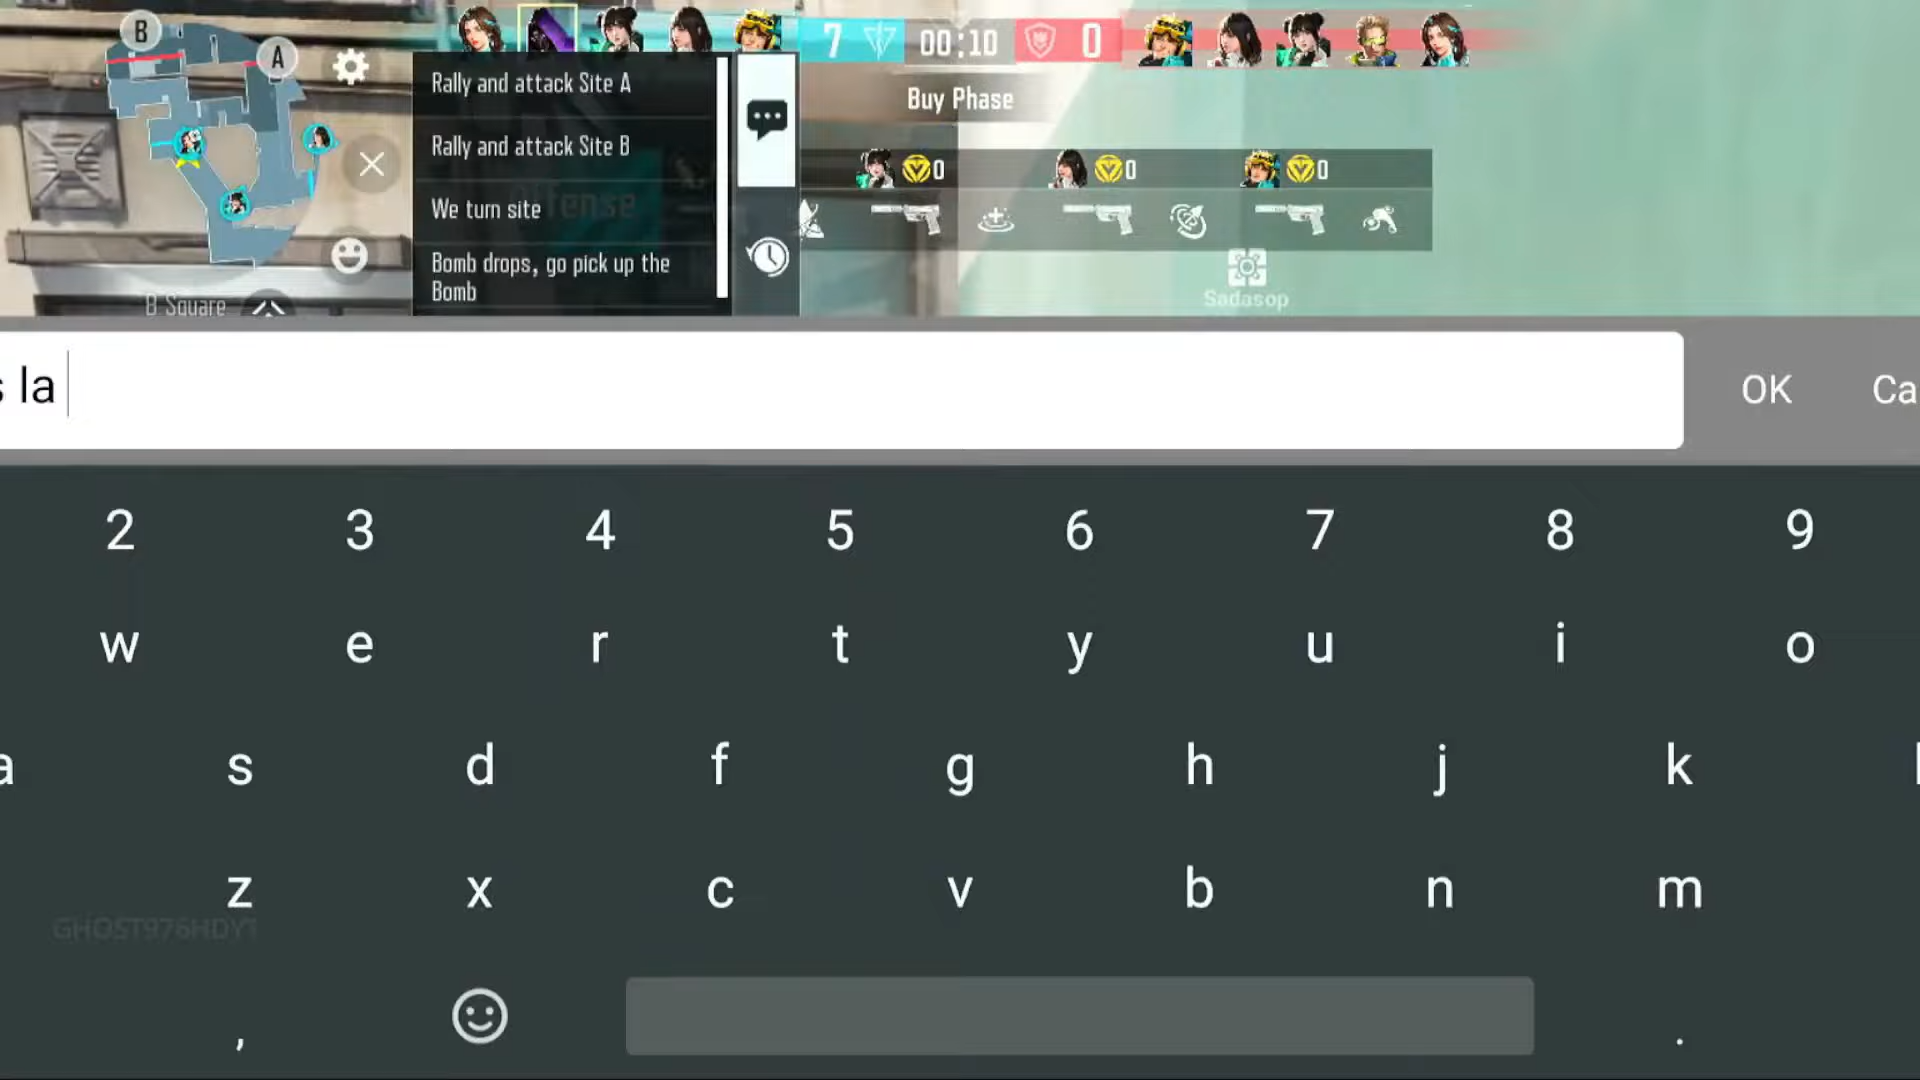 B
A
7
00:10
0
Rally and attack Site A
Buy Phase
Rally and attack Site B
0
0
0
We turn site
Bomb drops, go pick up the
Bomb
Sadasop
B Square
s la
OK
Ca
2 3 4 5 6 7 8 9
w e r t y u i o
a s d f g h j k l
z x c v b n m
GHOST976HDYT
, .